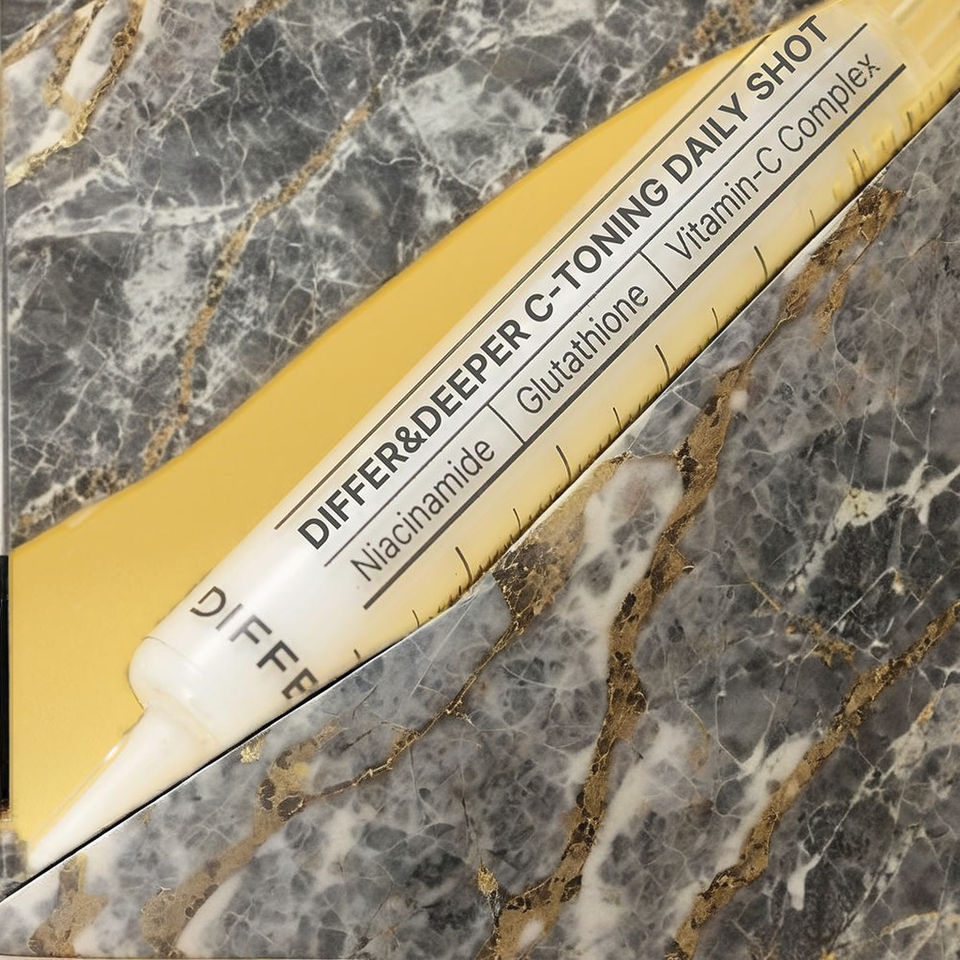 DIFFER&DEEPER C-TONING DAILY SHOT
Niacinamide | Glutathione | Vitamin-C Complex
DIFFE